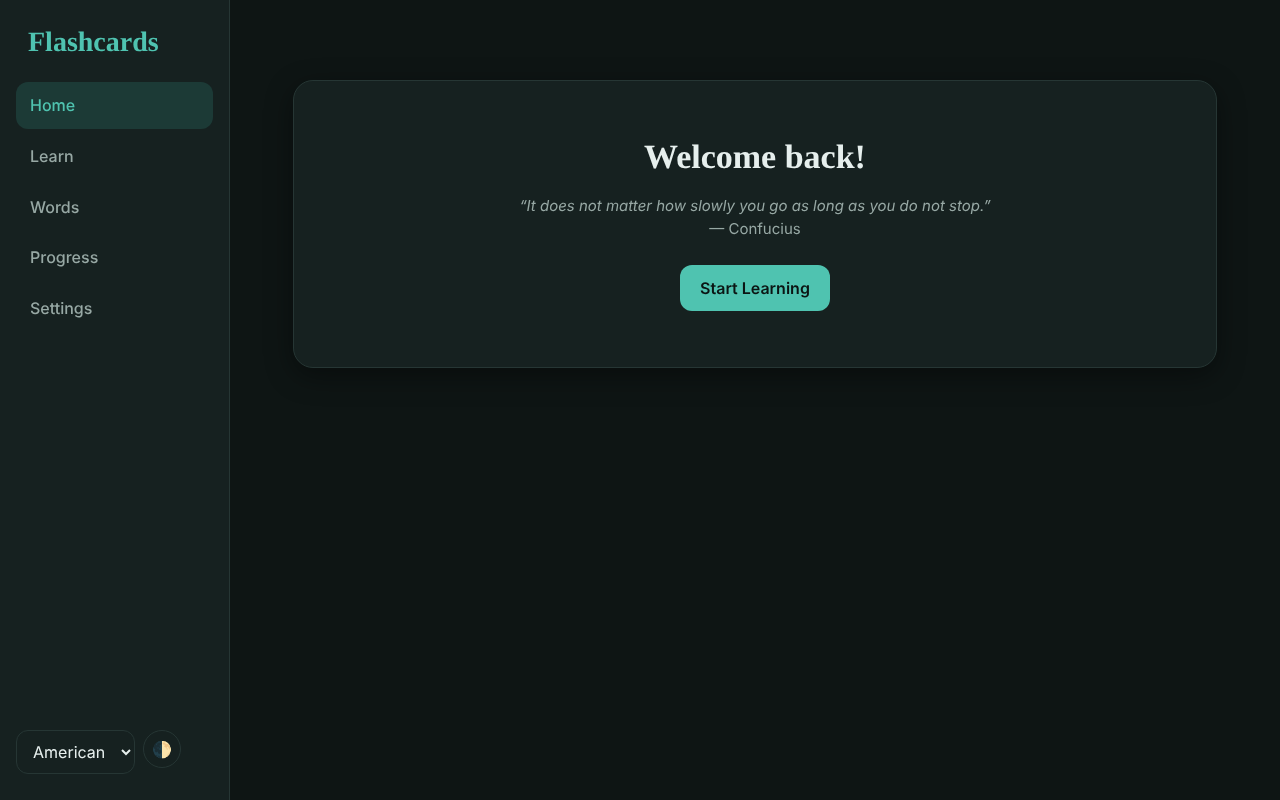 Flashcards
Home
Learn
Words
Progress
Settings
American
Welcome back!
“It does not matter how slowly you go as long as you do not stop.”
— Confucius
Start Learning